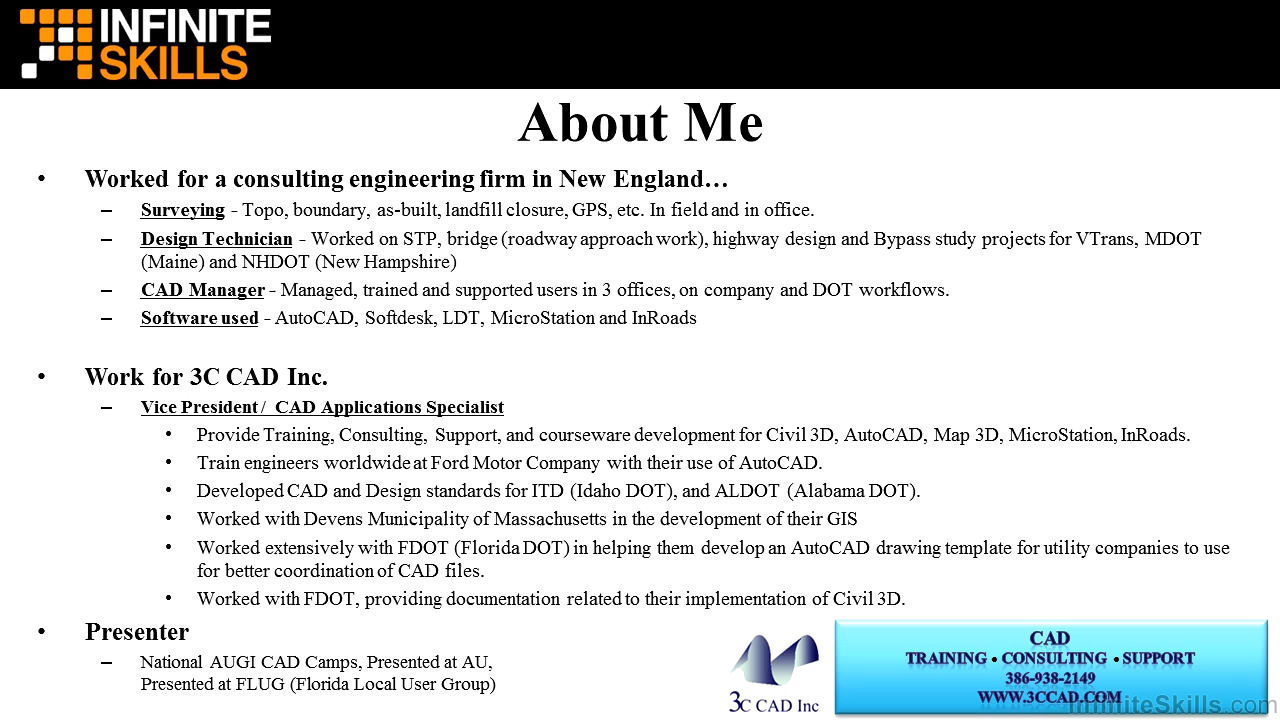 INFINITE
SKILLS
About Me
• Worked for a consulting engineering firm in New England…
– Surveying - Topo, boundary, as-built, landfill closure, GPS, etc. In field and in office.
– Design Technician - Worked on STP, bridge (roadway approach work), highway design and Bypass study projects for VTrans, MDOT
(Maine) and NHDOT (New Hampshire)
– CAD Manager - Managed, trained and supported users in 3 offices, on company and DOT workflows.
– Software used - AutoCAD, Softdesk, LDT, MicroStation and InRoads
• Work for 3C CAD Inc.
– Vice President / CAD Applications Specialist
• Provide Training, Consulting, Support, and courseware development for Civil 3D, AutoCAD, Map 3D, MicroStation, InRoads.
• Train engineers worldwide at Ford Motor Company with their use of AutoCAD.
• Developed CAD and Design standards for ITD (Idaho DOT), and ALDOT (Alabama DOT).
• Worked with Devens Municipality of Massachusetts in the development of their GIS
• Worked extensively with FDOT (Florida DOT) in helping them develop an AutoCAD drawing template for utility companies to use
for better coordination of CAD files.
• Worked with FDOT, providing documentation related to their implementation of Civil 3D.
• Presenter
– National AUGI CAD Camps, Presented at AU,
Presented at FLUG (Florida Local User Group)
3C CAD Inc
CAD
TRAINING • CONSULTING • SUPPORT
386-938-2149
WWW.3CCAD.COM
InfiniteSkills.com